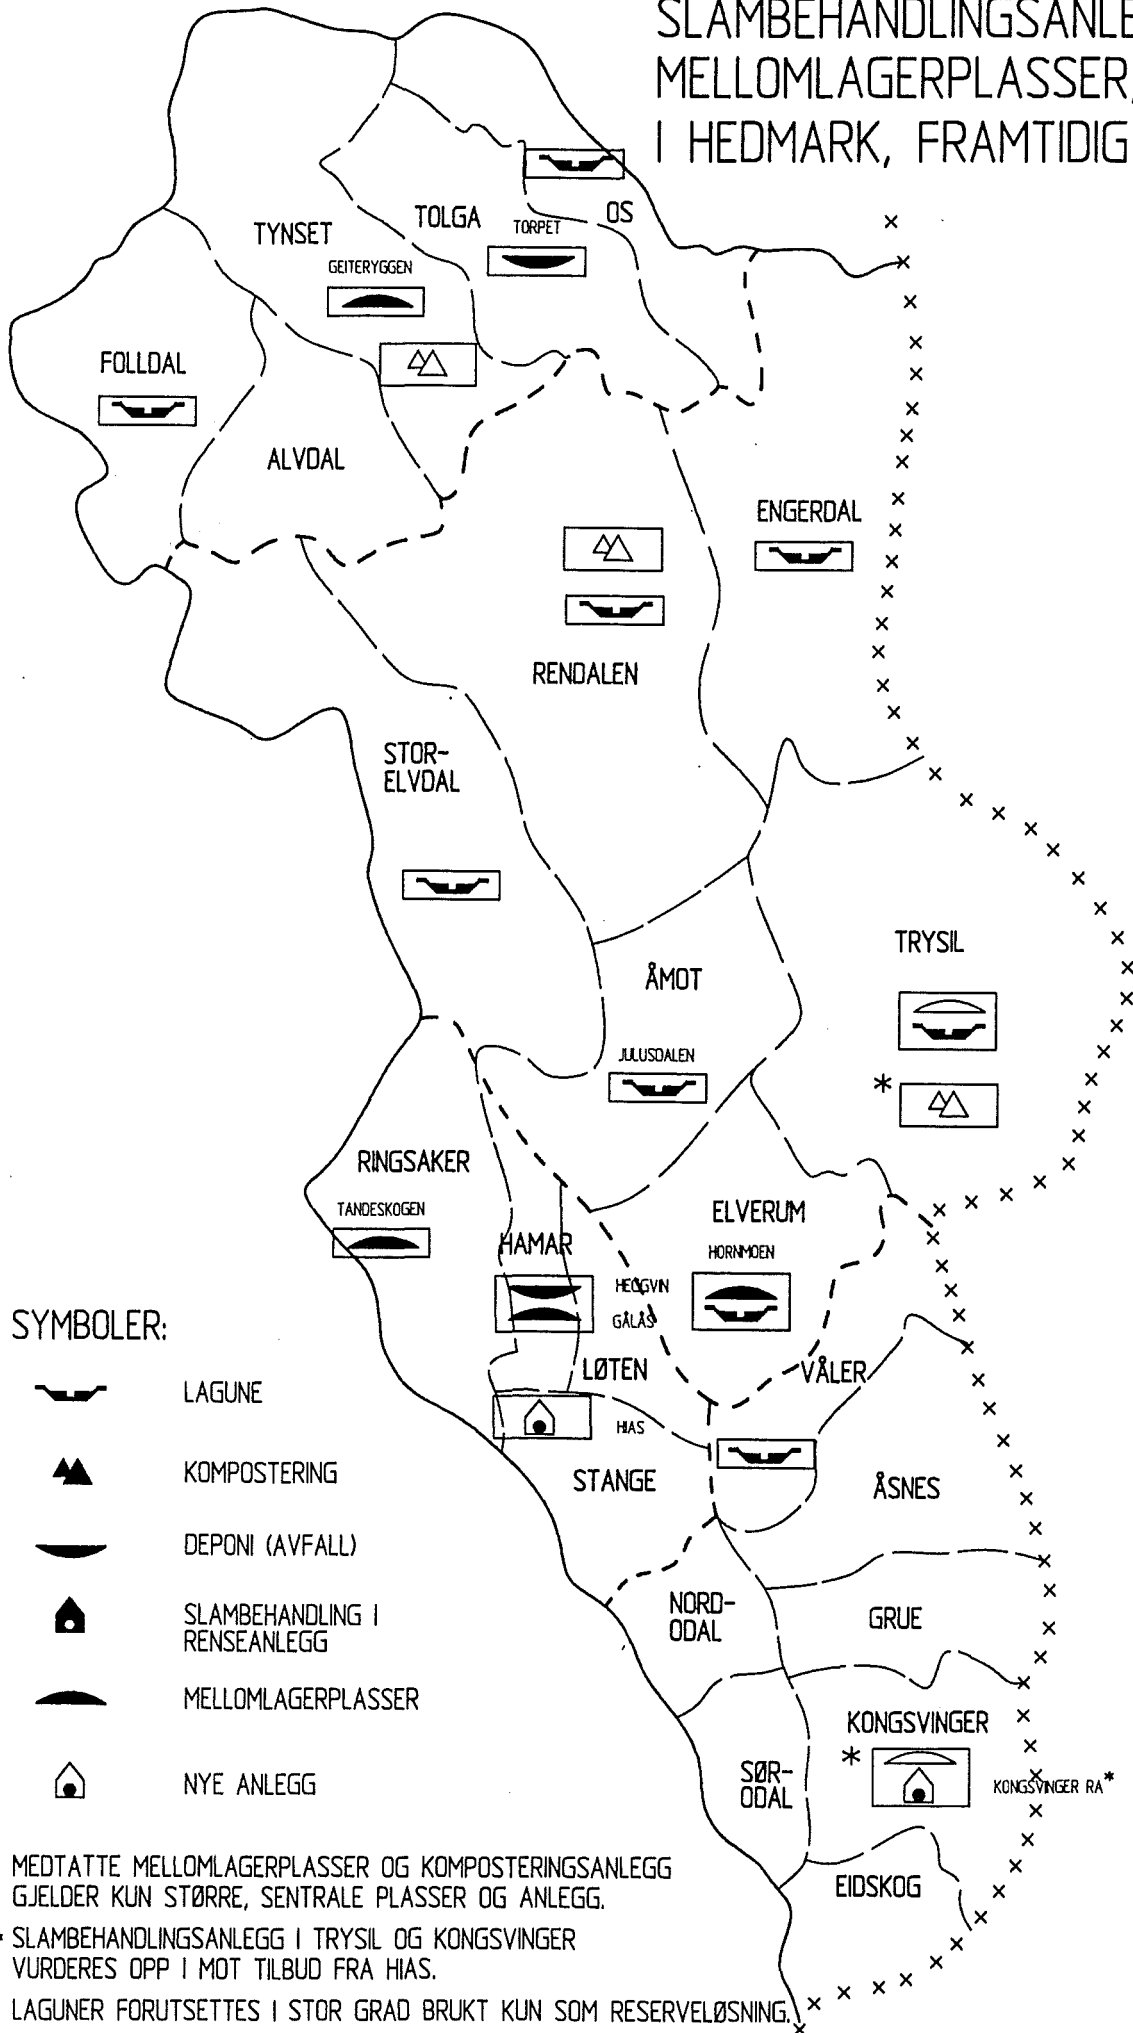 SLAMBEHANDLINGSANLE
MELLOMLAGERPLASSER,
I HEDMARK, FRAMTIDIG
OS
TOLGA
TORPET
TYNSET
GEITERYGGEN
FOLLDAL
ALVDAL
ENGERDAL
RENDALEN
STOR-
ELVDAL
TRYSIL
ÅMOT
JULUSDALEN
*
RINGSAKER
TANDESKOGEN
ELVERUM
HORNMOEN
HAMAR
HEGGVIN
GÅLÅS
LØTEN
VÅLER
HIAS
STANGE
ÅSNES
NORD-
ODAL
GRUE
KONGSVINGER
*
KONGSVINGER RA*
SØR-
ODAL
EIDSKOG
SYMBOLER:
LAGUNE
KOMPOSTERING
DEPONI (AVFALL)
SLAMBEHANDLING I
RENSEANLEGG
MELLOMLAGERPLASSER
NYE ANLEGG
MEDTATTE MELLOMLAGERPLASSER OG KOMPOSTERINGSANLEGG
GJELDER KUN STØRRE, SENTRALE PLASSER OG ANLEGG.
* SLAMBEHANDLINGSANLEGG I TRYSIL OG KONGSVINGER
VURDERES OPP I MOT TILBUD FRA HIAS.
LAGUNER FORUTSETTES I STOR GRAD BRUKT KUN SOM RESERVELØSNING.